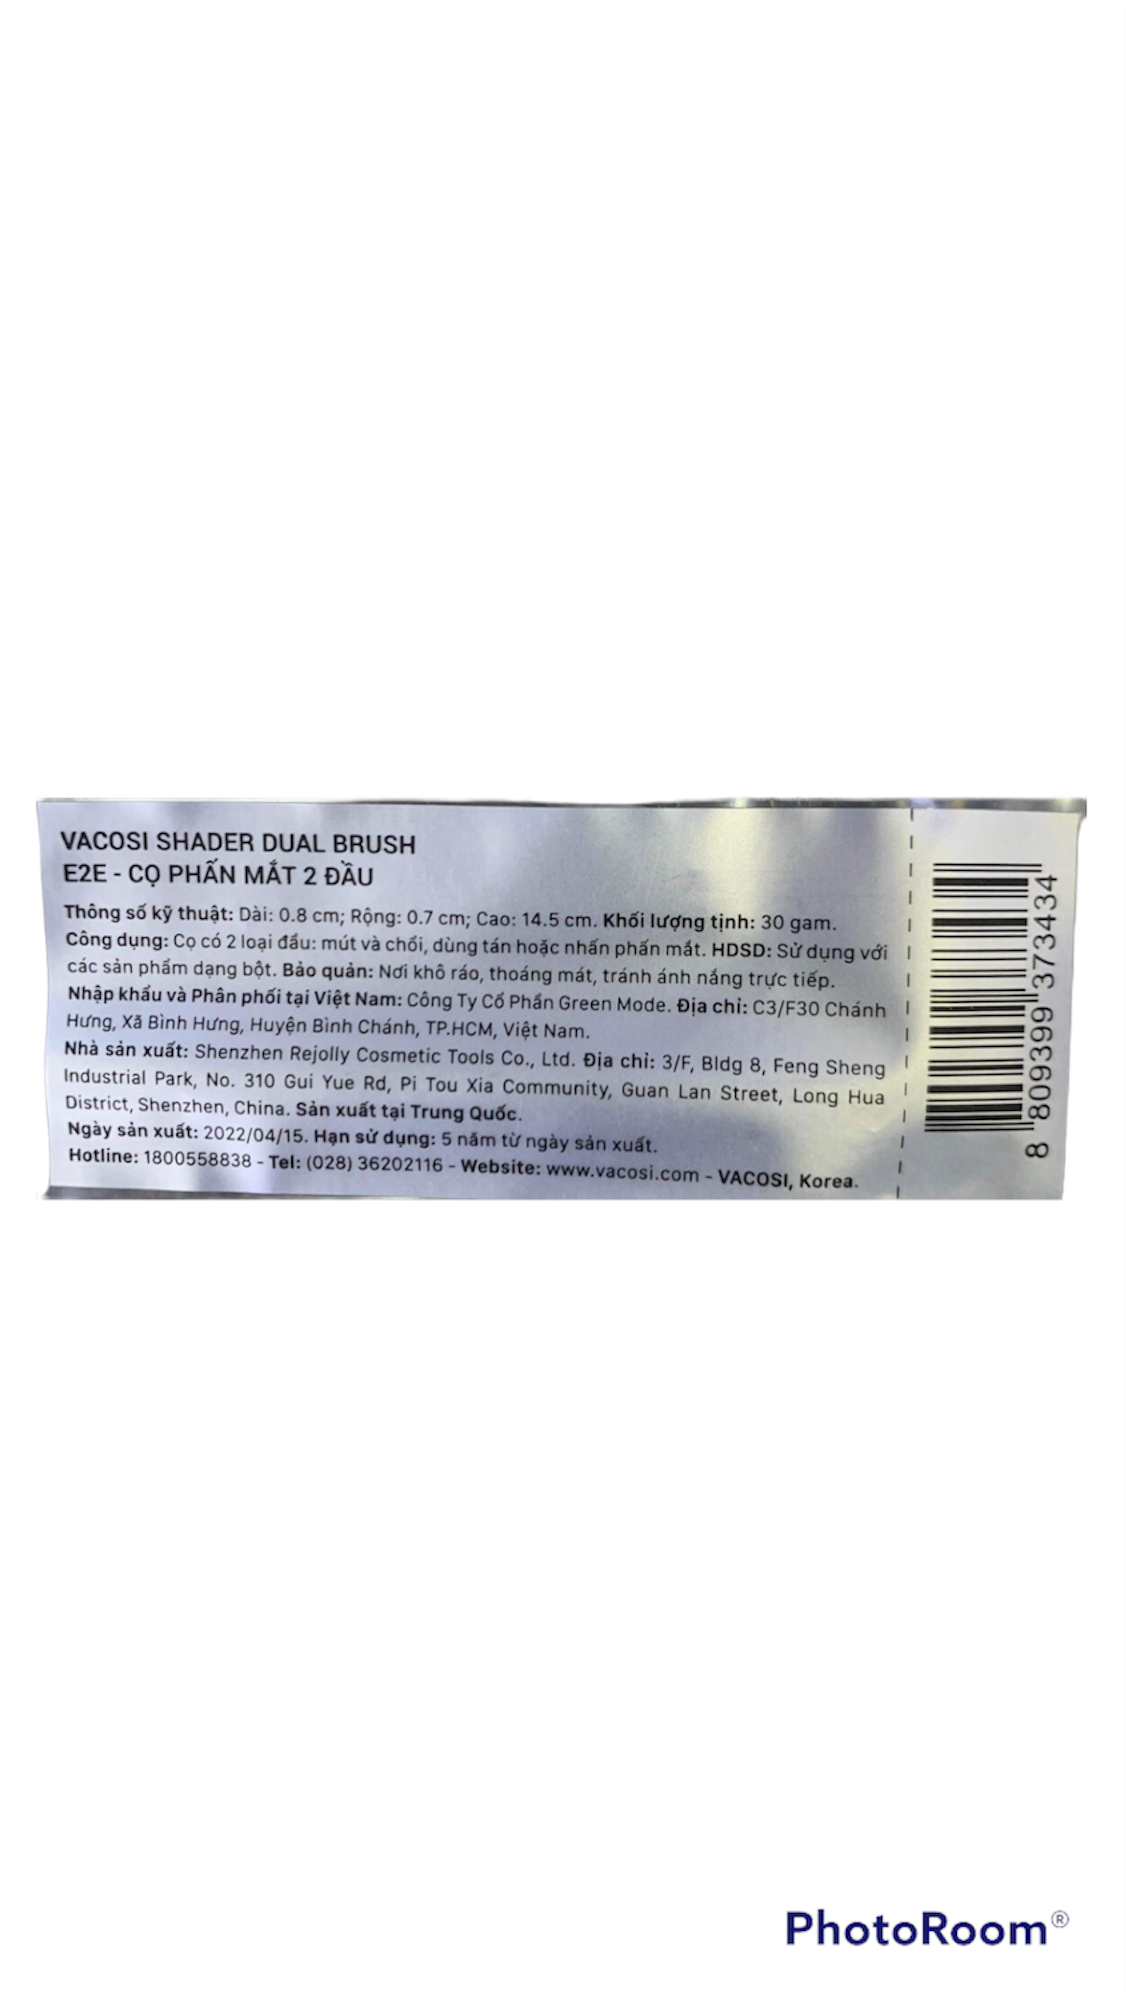 VACOSI SHADER DUAL BRUSH
E2E - CỌ PHẤN MẮT 2 ĐẦU
Thông số kỹ thuật: Dài: 0.8 cm; Rộng: 0.7 cm; Cao: 14.5 cm. Khối lượng tịnh: 30 gam.
Công dụng: Cọ có 2 loại đầu: mút và chổi, dùng tán hoặc nhấn phấn mắt. HDSD: Sử dụng với
các sản phẩm dạng bột. Bảo quản: Nơi khô ráo, thoáng mát, tránh ánh nắng trực tiếp.
Nhập khẩu và Phân phối tại Việt Nam: Công Ty Cổ Phần Green Mode. Địa chỉ: C3/F30 Chánh
Hưng, Xã Bình Hưng, Huyện Bình Chánh, TP.HCM, Việt Nam.
Nhà sản xuất: Shenzhen Rejolly Cosmetic Tools Co., Ltd. Địa chỉ: 3/F, Bldg 8, Feng Sheng
Industrial Park, No. 310 Gui Yue Rd, Pi Tou Xia Community, Guan Lan Street, Long Hua
District, Shenzhen, China. Sản xuất tại Trung Quốc.
Ngày sản xuất: 2022/04/15. Hạn sử dụng: 5 năm từ ngày sản xuất.
Hotline: 1800558838 - Tel: (028) 36202116 - Website: www.vacosi.com - VACOSI, Korea.
8 809399 373434
PhotoRoom®